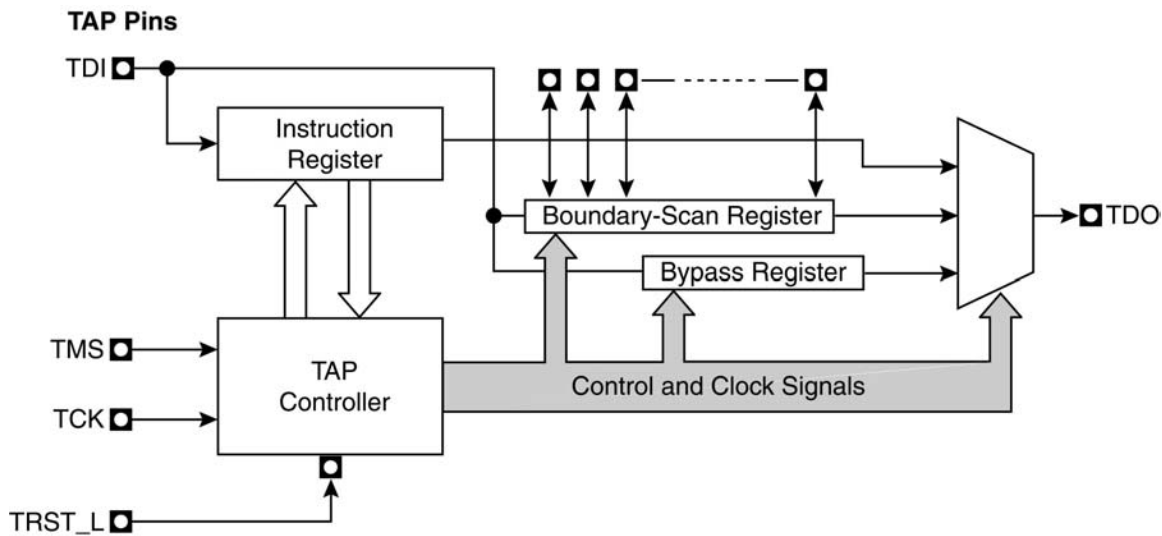 TAP Pins
TDI
Instruction
Register
Boundary-Scan Register
TDO
Bypass Register
TMS
TAP
Controller
Control and Clock Signals
TCK
TRST_L